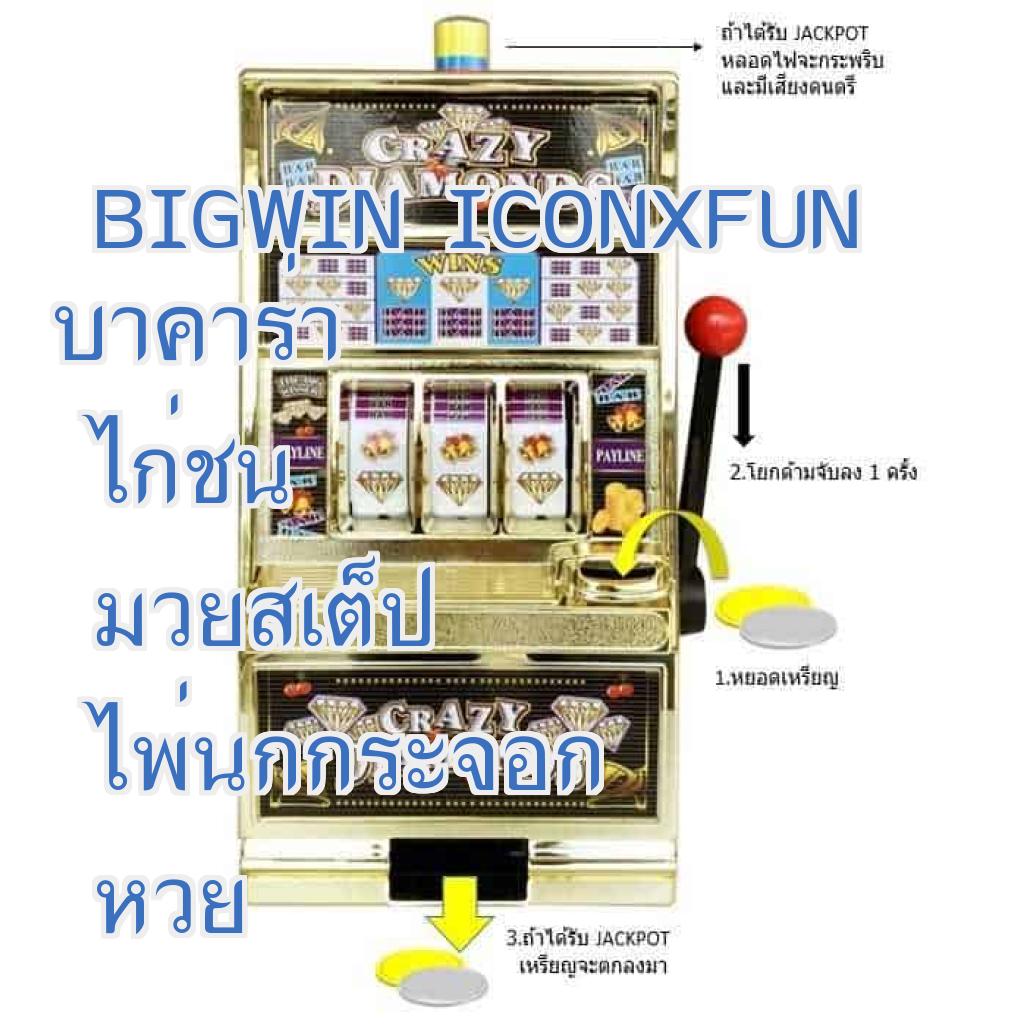 ถ้าได้รับ JACKPOT
หลอดไฟจะกระพริบ
และมีเสียงดนตรี
CRAZY
DIAMONDS
BIGWIN ICONXFUN
WINS
บาคาร่า
ไก่ชน
PAYLINE
2.โยกด้ามจับลง 1 ครั้ง
มวยสเต็ป
1.หยอดเหรียญ
CRAZY
ไพ่นกกระจอก
หวย
3.ถ้าได้รับ JACKPOT
เหรียญจะตกลงมา